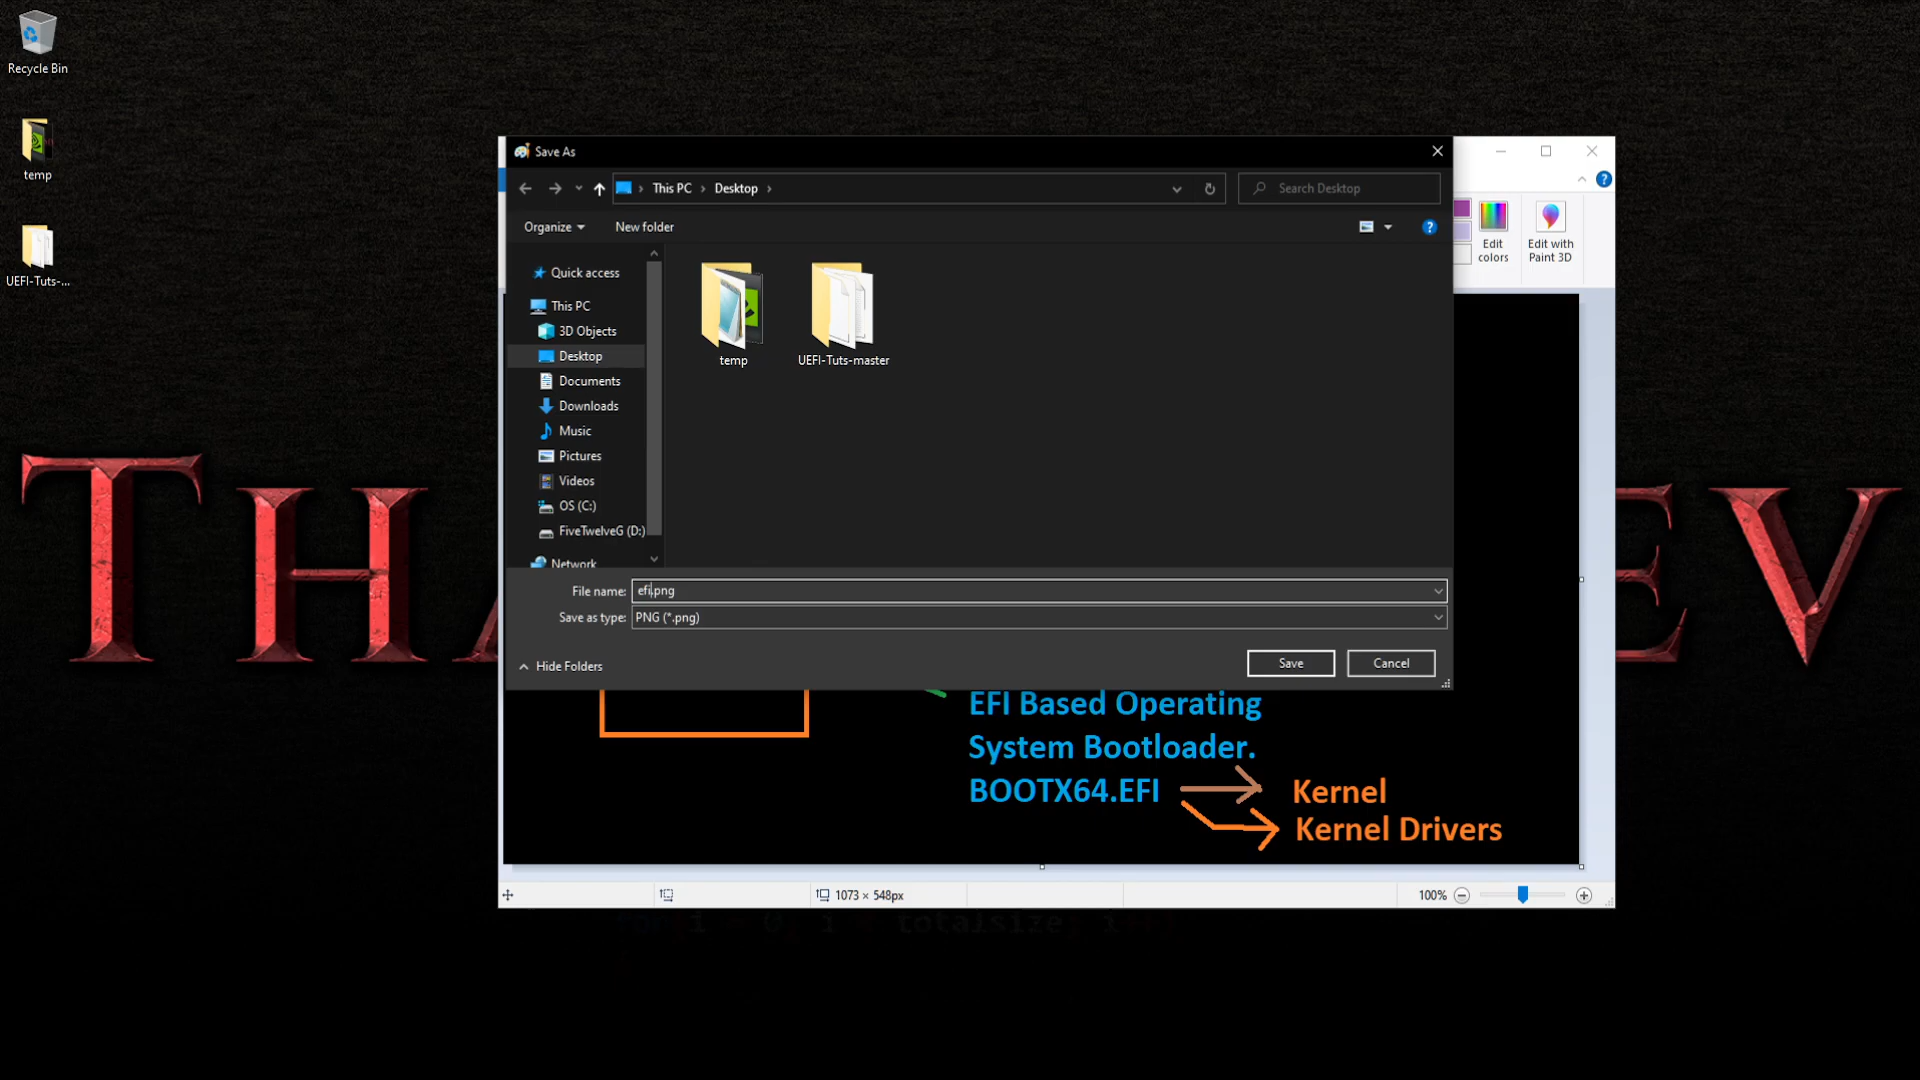 Recycle Bin
temp
UEFI-Tuts-...
Save As
This PC
Desktop
Search Desktop
Organize
New folder
Quick access
This PC
3D Objects
Desktop
Documents
Downloads
Music
Pictures
Videos
OS (C:)
FiveTwelveG (D:)
Network
temp
UEFI-Tuts-master
File name:
efi.png
Save as type:
PNG (*.png)
Hide Folders
Save
Cancel
Edit
colors
Edit with
Paint 3D
EFI Based Operating
System Bootloader.
BOOTX64.EFI
Kernel
Kernel Drivers
1073 × 548px
100%
TH
EV